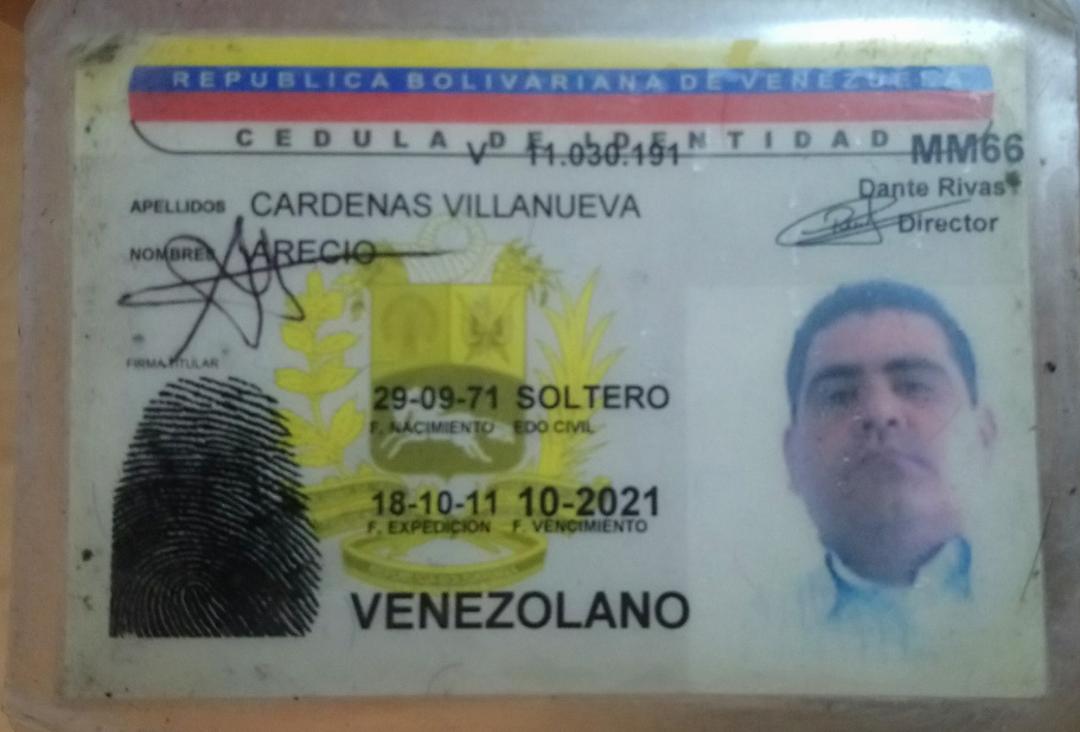 REPUBLICA BOLIVARIANA DE VENEZUELA
CEDULA DE IDENTIDAD
V 11.030.191
MM66
Dante Rivas
Director
APELLIDOS CARDENAS VILLANUEVA
NOMBRES ARECIO
FIRMA TITULAR
29-09-71 SOLTERO
F. NACIMIENTO EDO CIVIL
18-10-11 10-2021
F. EXPEDICION F. VENCIMIENTO
VENEZOLANO